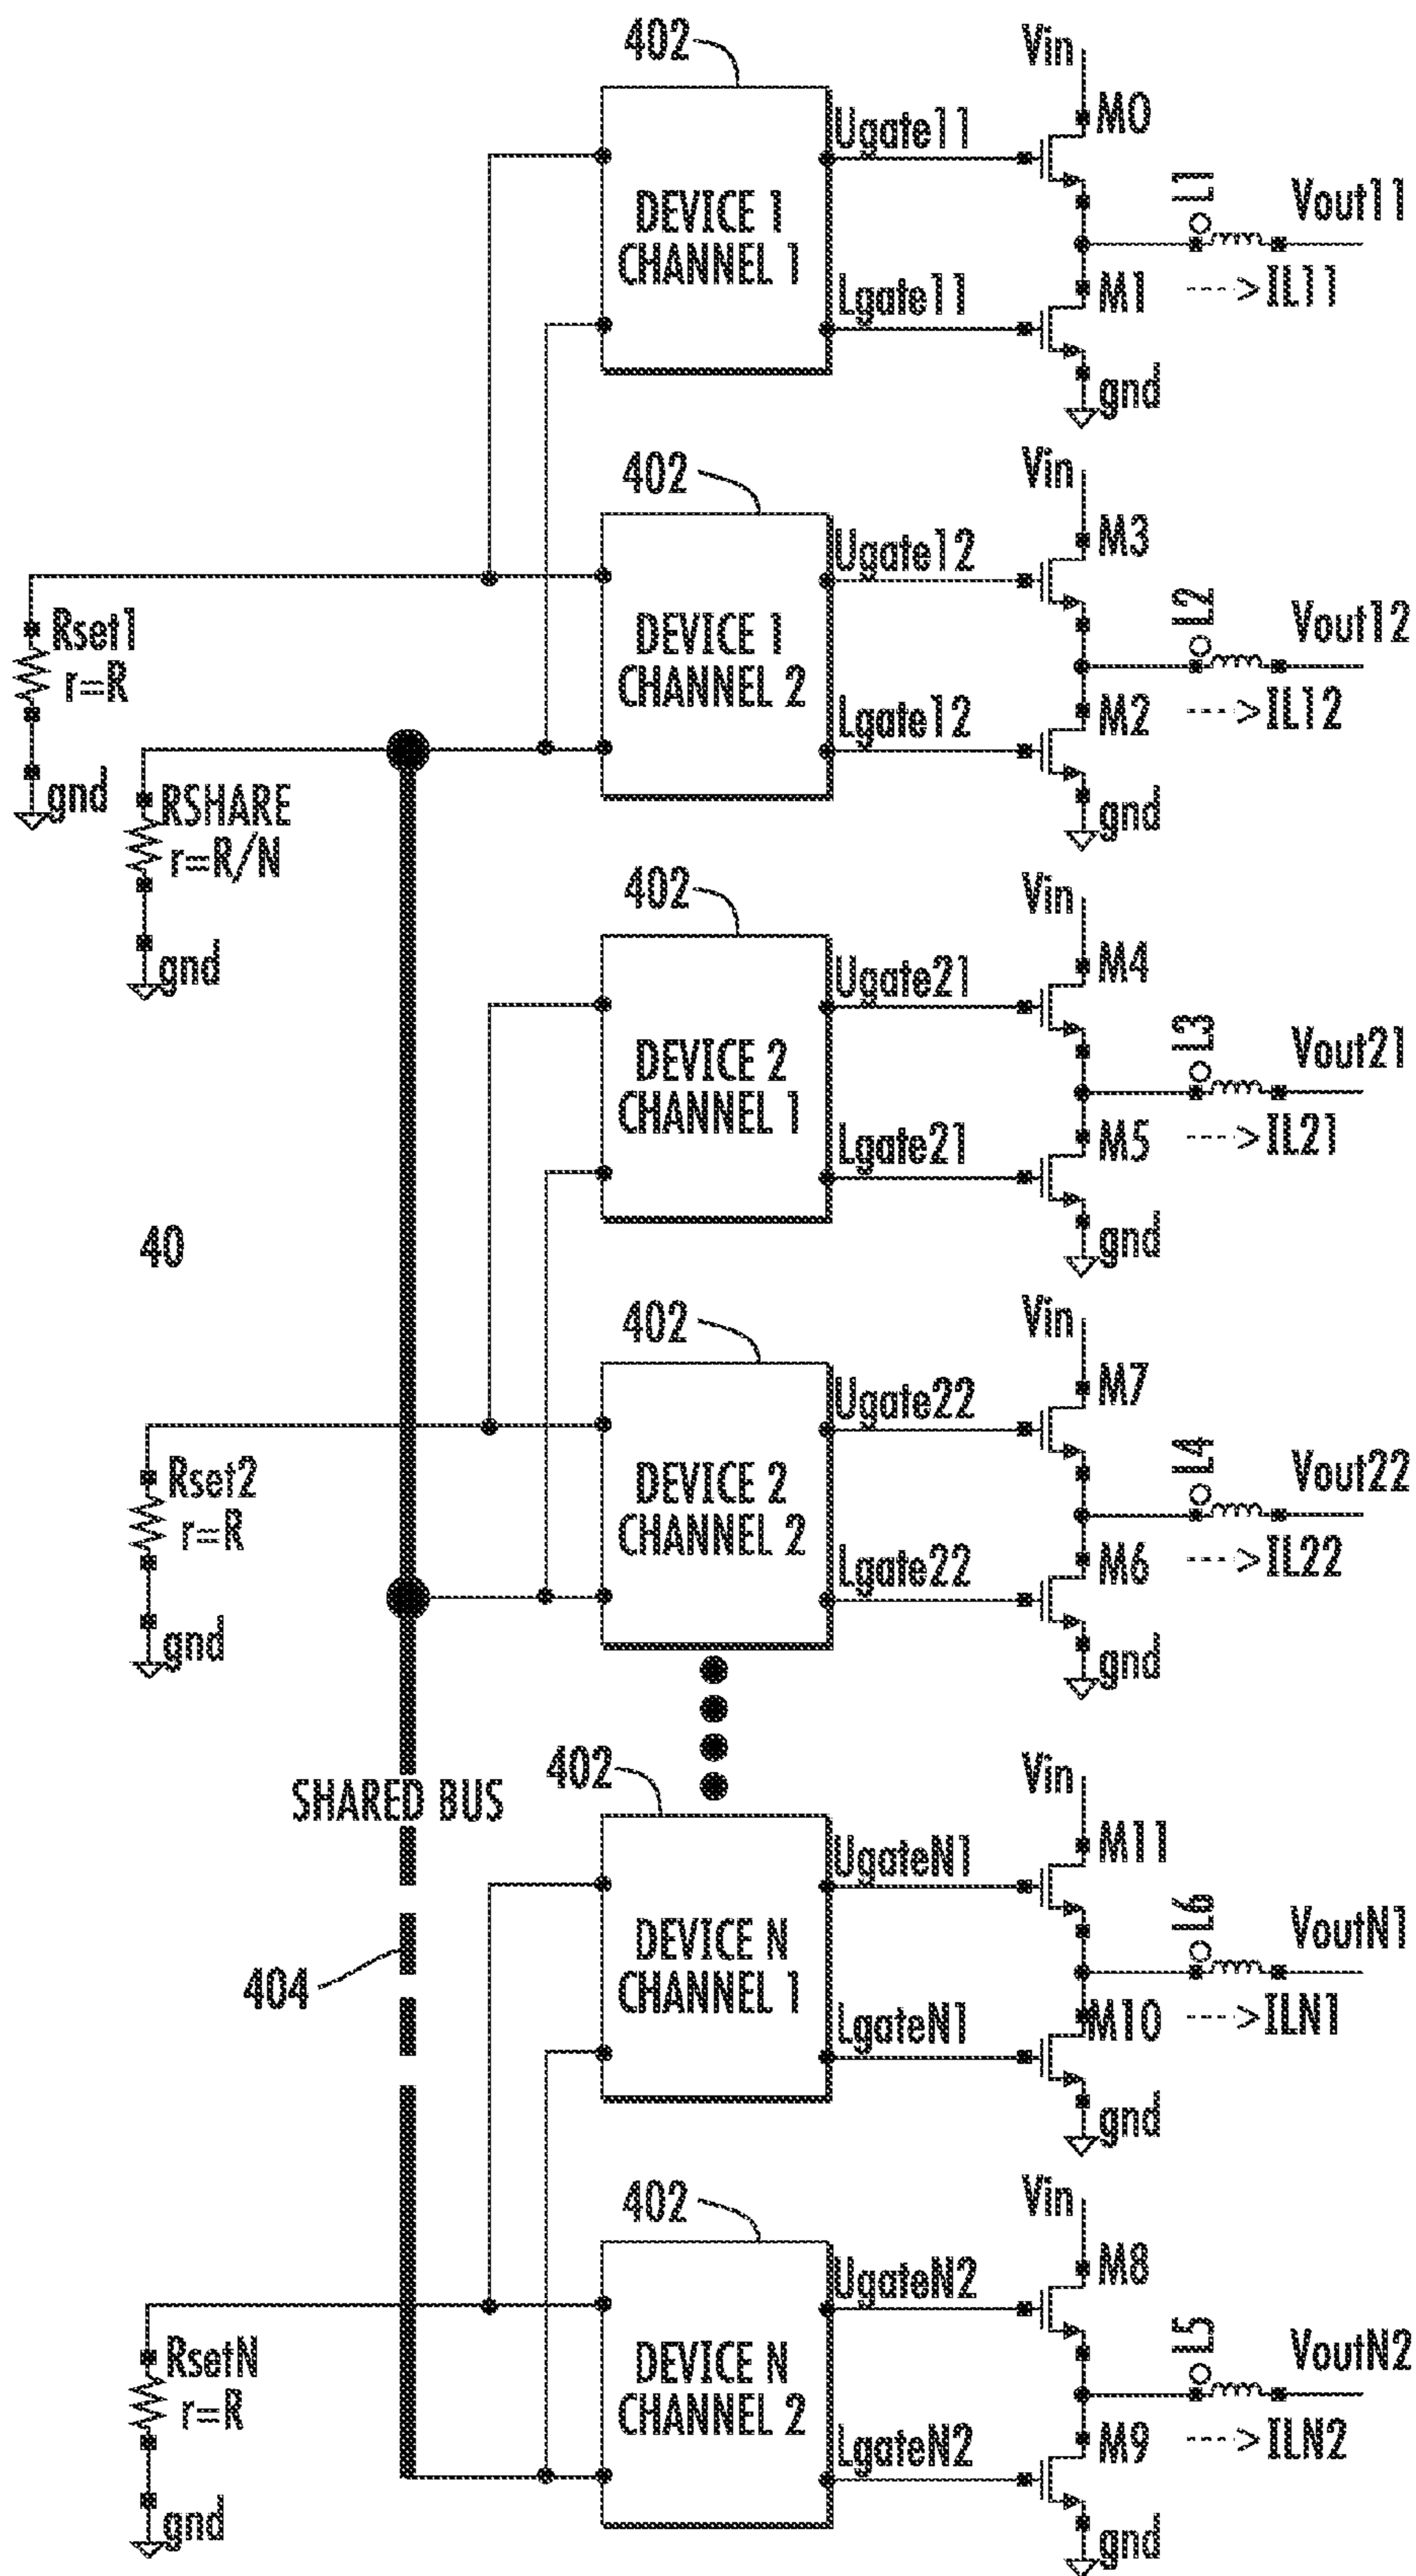 402
Vin
M0
Ugate11
DEVICE 1
CHANNEL 1
L1
Vout11
Lgate11
M1
IL11
gnd
402
Vin
M3
Ugate12
DEVICE 1
CHANNEL 2
L2
Vout12
Rset1
r=R
gnd
Lgate12
M2
IL12
gnd
RSHARE
r=R/N
gnd
402
Vin
M4
Ugate21
DEVICE 2
CHANNEL 1
L3
Vout21
Lgate21
M5
IL21
gnd
40
402
Vin
M7
Ugate22
DEVICE 2
CHANNEL 2
L4
Vout22
Rset2
r=R
gnd
Lgate22
M6
IL22
gnd
SHARED BUS
404
402
Vin
M11
UgateN1
DEVICE N
CHANNEL 1
L6
VoutN1
LgateN1
M10
ILN1
gnd
402
Vin
M8
UgateN2
DEVICE N
CHANNEL 2
L5
VoutN2
RsetN
r=R
gnd
LgateN2
M9
ILN2
gnd